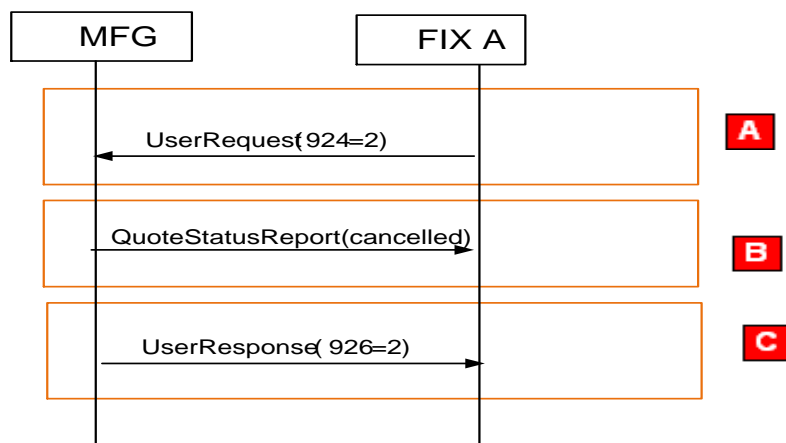 MFG
FIX A
UserRequest(924=2)
A
QuoteStatusReport(cancelled)
B
UserResponse( 926=2)
C